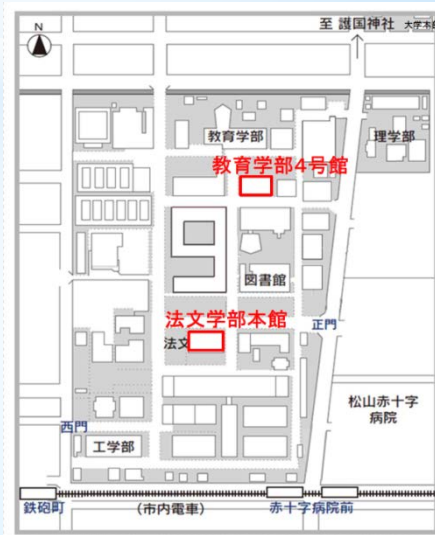 N
至 護国神社
教育学部
理学部
教育学部4号館
図書館
法文学部本館
法文
正門
松山赤十字
病院
西門
工学部
鉄砲町
(市内電車)
赤十字病院前